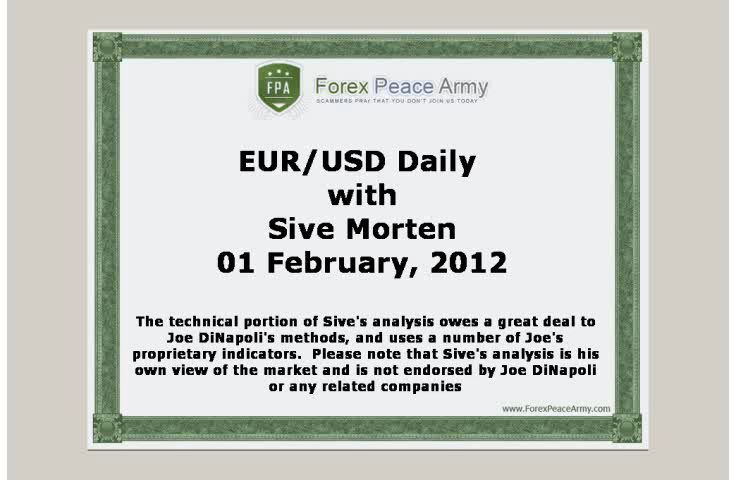 FPA
Forex Peace Army
SCAMMERS PRAY THAT YOU DON'T JOIN US TODAY
EUR/USD Daily
with
Sive Morten
01 February, 2012
The technical portion of Sive's analysis owes a great deal to
Joe DiNapoli's methods, and uses a number of Joe's
proprietary indicators.  Please note that Sive's analysis is his
own view of the market and is not endorsed by Joe DiNapoli
or any related companies
www.ForexPeaceArmy.com